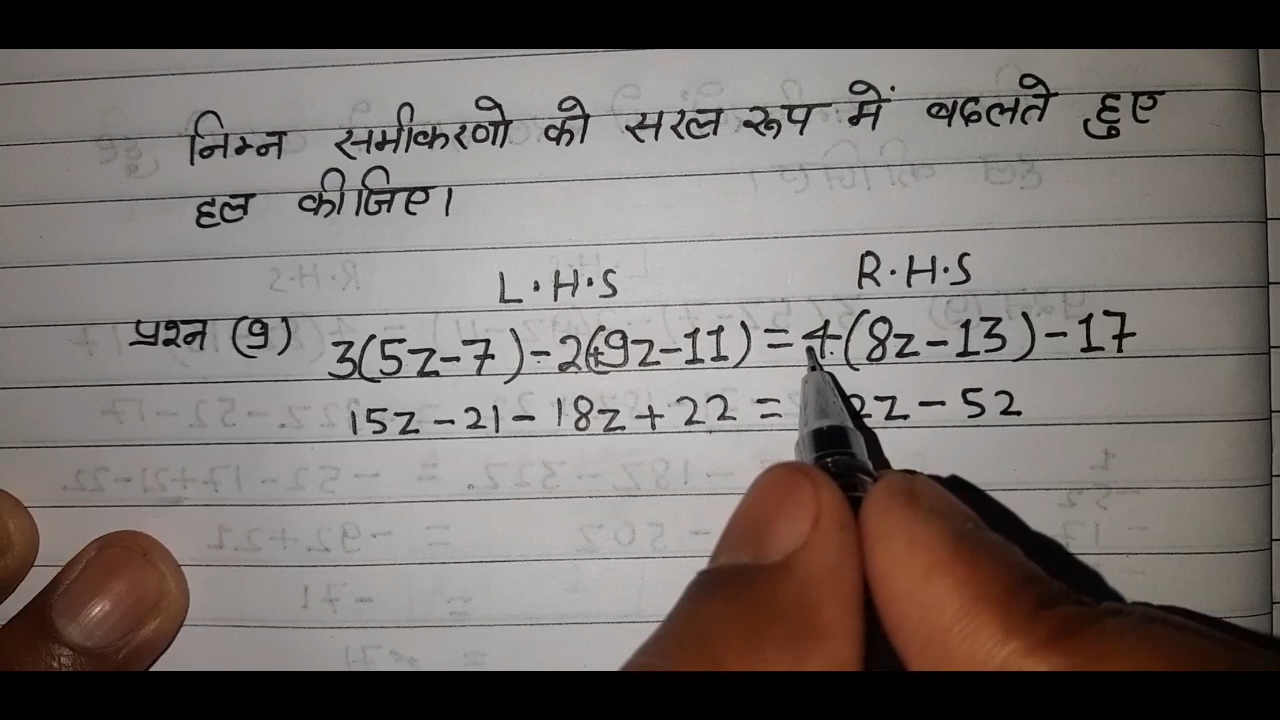 निम्न समीकरणो को सरल रूप में बदलते हुए
हल कीजिए।
L.H.S R.H.S
प्रश्न (9) 3(5z-7)-2(9z-11)=4(8z-13)-17
15z-21-18z+22 = 2z-52